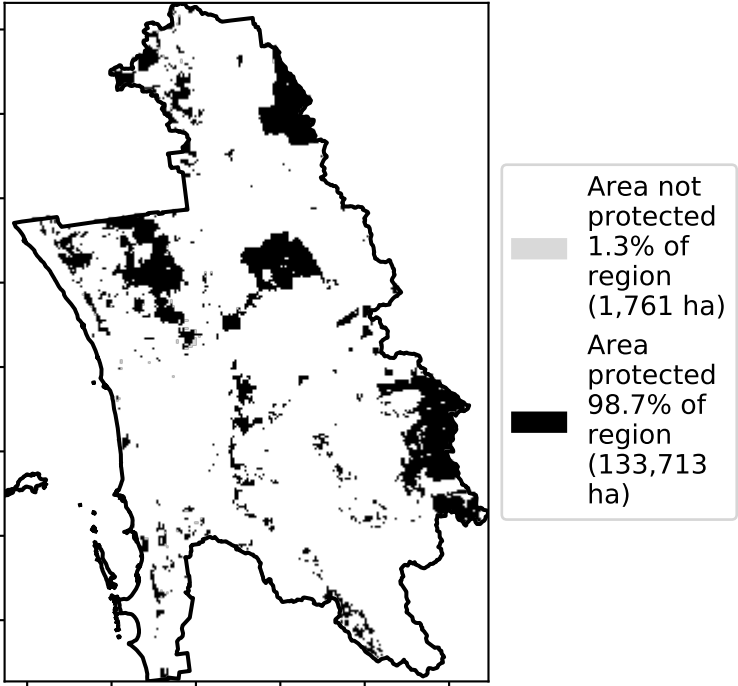 Area not
protected
1.3% of
region
(1,761 ha)
Area
protected
98.7% of
region
(133,713
ha)